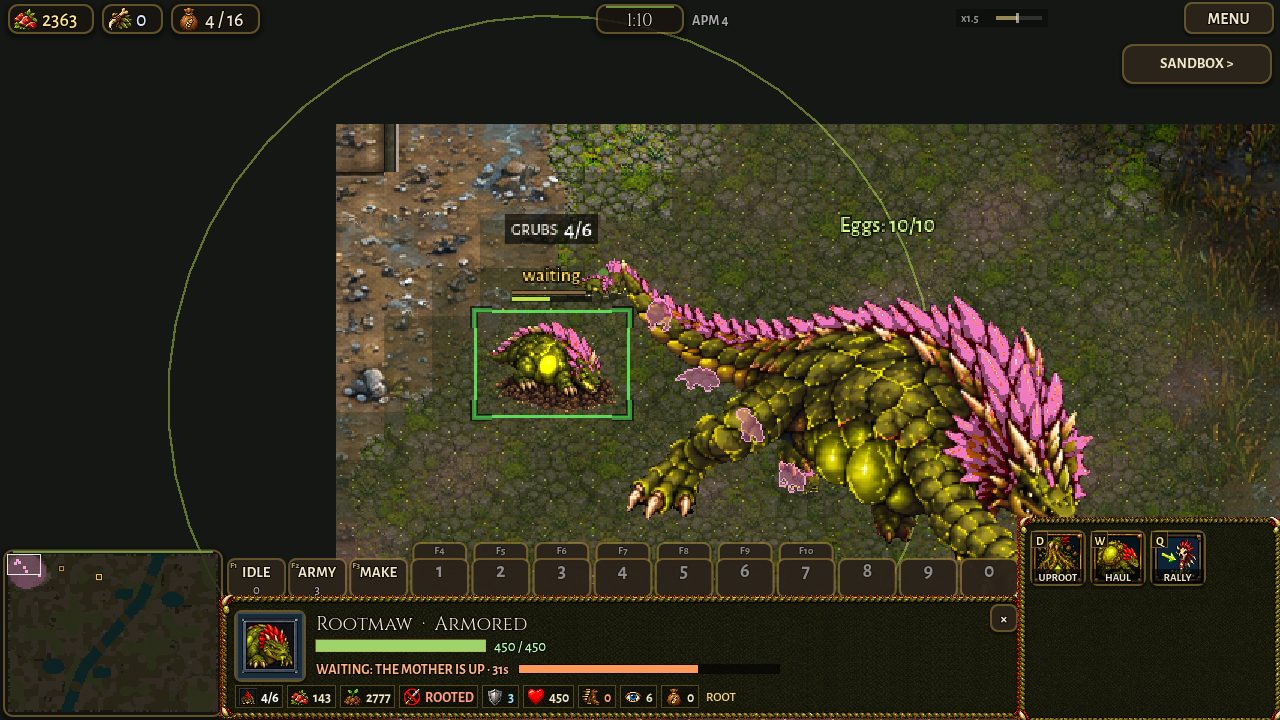 2363
0
4 / 16
1:10
APM 4
x1.5
MENU
SANDBOX >
GRUBS 4/6
Eggs: 10/10
waiting
F1 IDLE 0
F2 ARMY 3
MAKE
F4 1
F5 2
F6 3
F7 4
F8 5
F9 6
F10 7
8
9
0
D UPROOT
W HAUL
Q RALLY
Rootmaw · Armored
×
450 / 450
WAITING: THE MOTHER IS UP · 31s
4/6
143
2777
ROOTED
3
450
0
6
0
ROOT